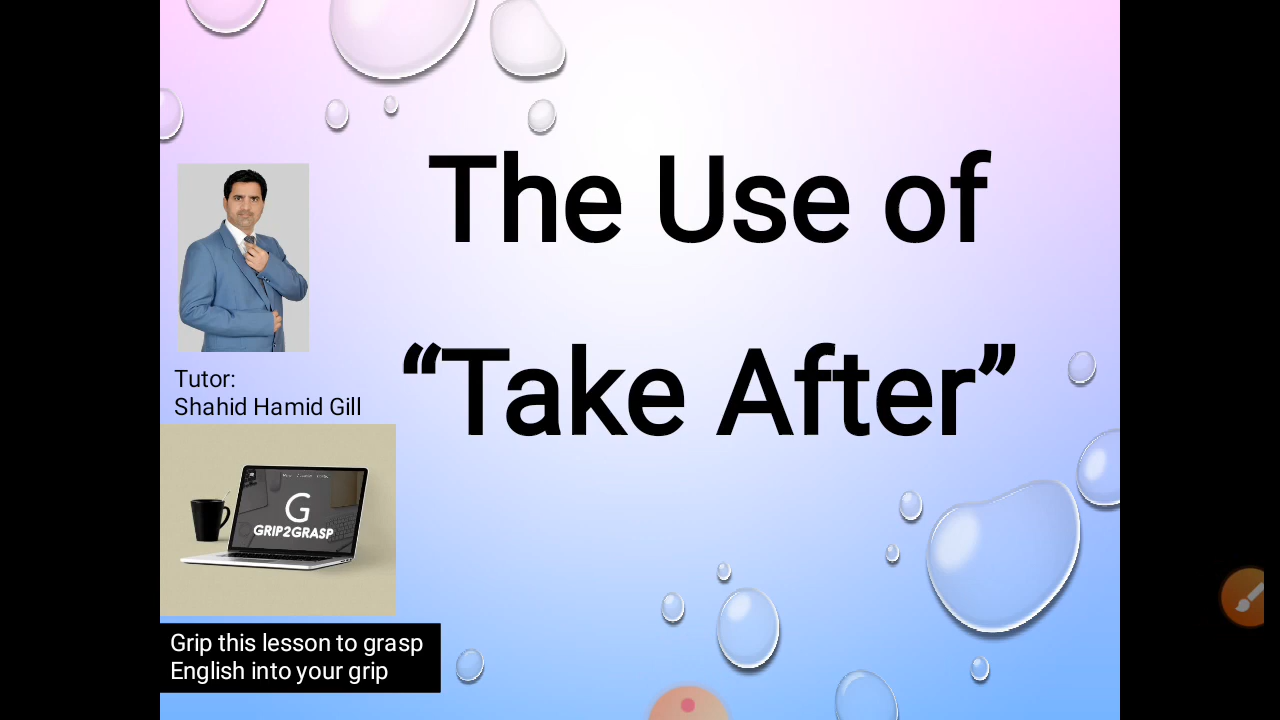 The Use of
“Take After”
Tutor:
Shahid Hamid Gill
G
GRIP2GRASP
Grip this lesson to grasp
English into your grip